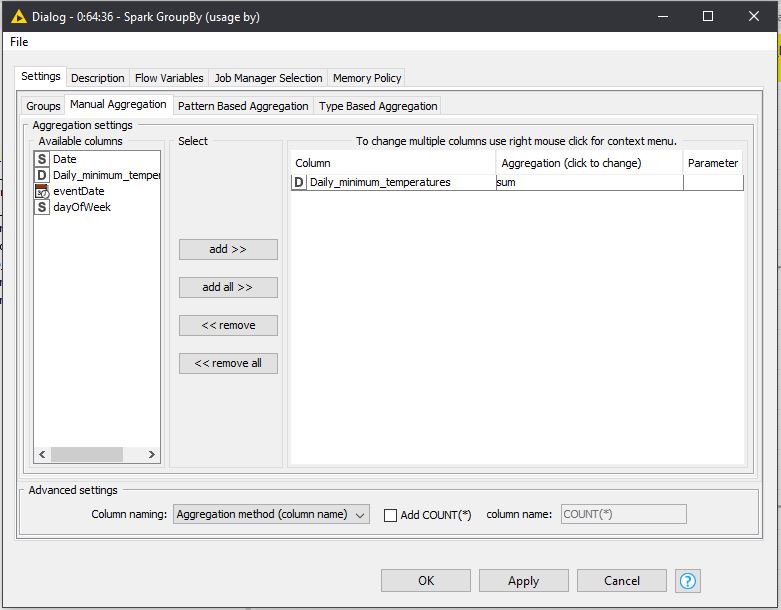 Dialog - 0:64:36 - Spark GroupBy (usage by)
File
Settings Description Flow Variables Job Manager Selection Memory Policy
Groups Manual Aggregation Pattern Based Aggregation Type Based Aggregation
Aggregation settings
Available columns
S Date
D Daily_minimum_temper
eventDate
S dayOfWeek
Select
add >>
add all >>
<< remove
<< remove all
To change multiple columns use right mouse click for context menu.
Column Aggregation (click to change) Parameter
D Daily_minimum_temperatures sum
Advanced settings
Column naming: Aggregation method (column name) Add COUNT(*) column name: COUNT(*)
OK Apply Cancel ?